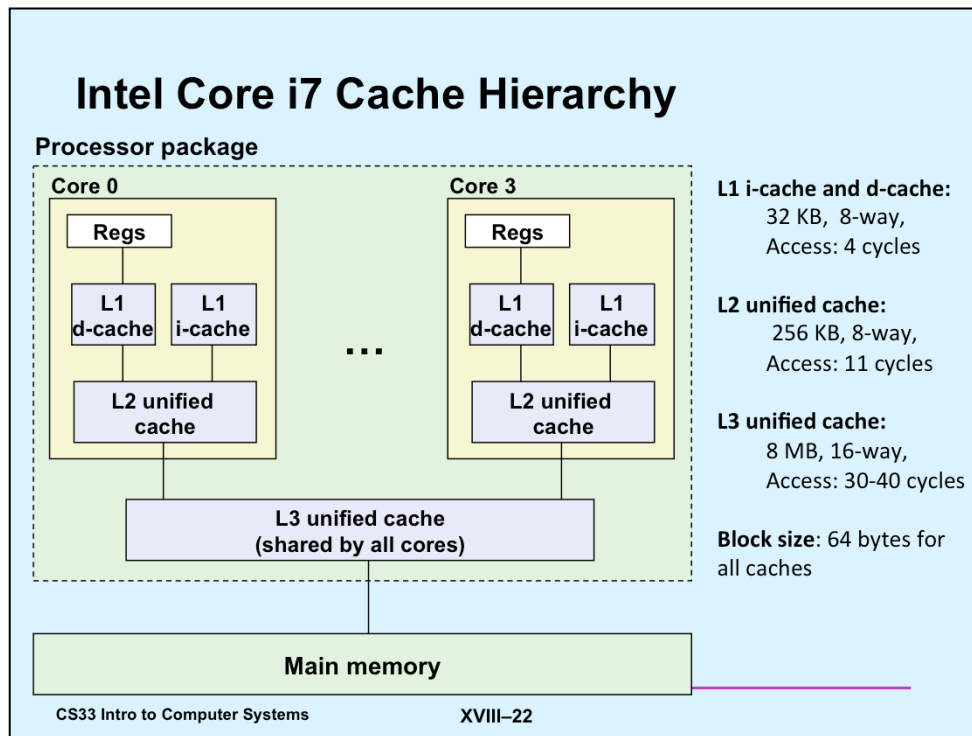 Intel Core i7 Cache Hierarchy
Processor package
Core 0
Regs
L1
d-cache
L1
i-cache
L2 unified
cache
...
Core 3
Regs
L1
d-cache
L1
i-cache
L2 unified
cache
L3 unified cache
(shared by all cores)
Main memory
L1 i-cache and d-cache:
32 KB, 8-way,
Access: 4 cycles
L2 unified cache:
256 KB, 8-way,
Access: 11 cycles
L3 unified cache:
8 MB, 16-way,
Access: 30-40 cycles
Block size: 64 bytes for
all caches
CS33 Intro to Computer Systems
XVIII–22